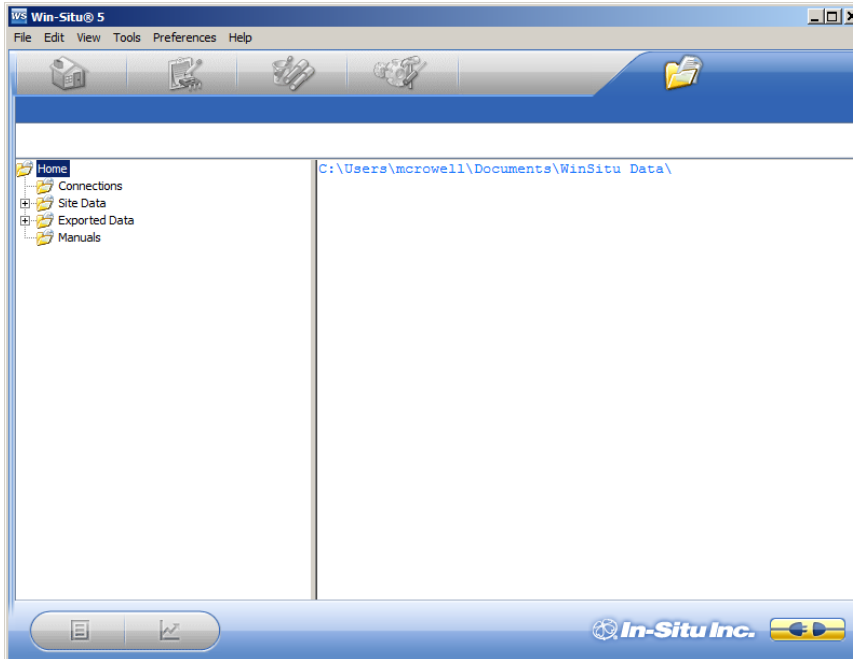 WS Win-Situ® 5
File Edit View Tools Preferences Help
Home
Connections
Site Data
Exported Data
Manuals
C:\Users\mcrowell\Documents\WinSitu Data\
In-Situ Inc.